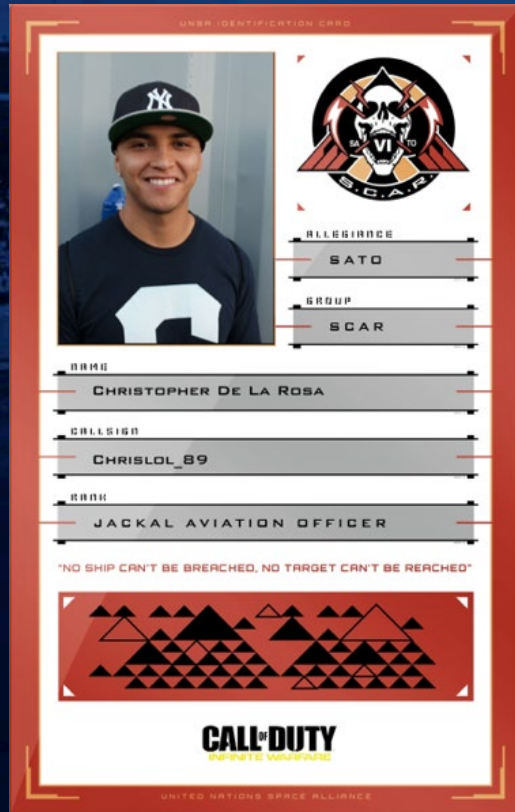 UNSA IDENTIFICATION CARD
NY
SA VI TO
S.C.A.R.
ALLEGIANCE
SATO
GROUP
SCAR
NAME
CHRISTOPHER DE LA ROSA
CALLSIGN
CHRISLOL_89
RANK
JACKAL AVIATION OFFICER
"NO SHIP CAN'T BE BREACHED, NO TARGET CAN'T BE REACHED"
CALL OF DUTY
INFINITE WARFARE
UNITED NATIONS SPACE ALLIANCE